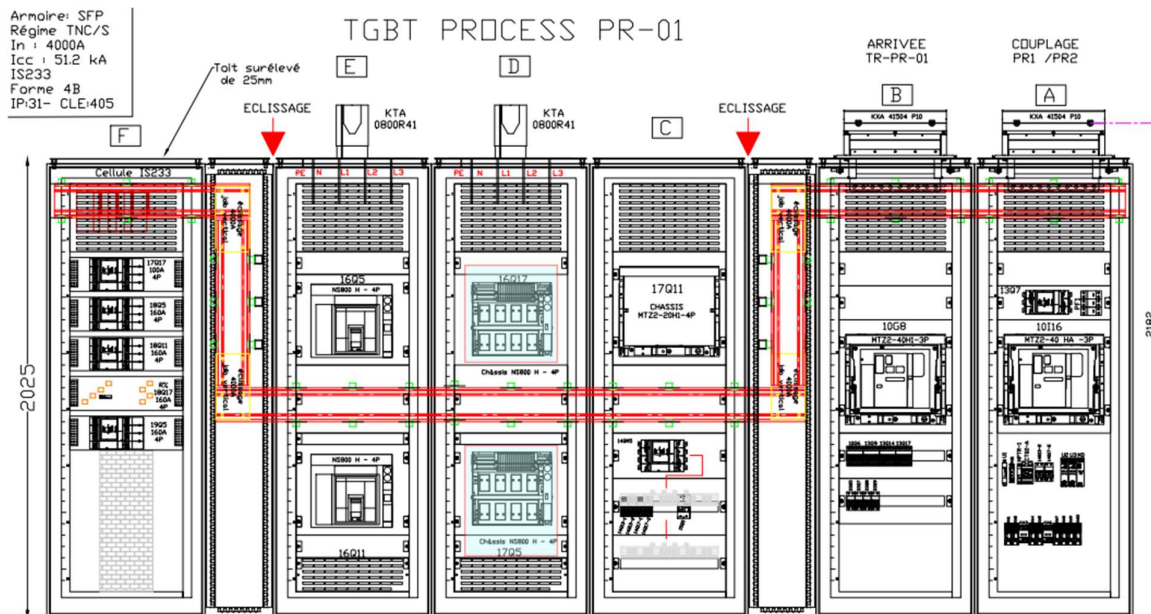 Armoire: SFP
Régime TNC/S
In : 4000A
Icc : 51.2 kA
IS233
Forme 4B
IP:31- CLE:405
TGBT PROCESS PR-01
Toit surélevé
de 25mm
ECLISSAGE
E
KTA
0800R41
D
KTA
0800R41
ECLISSAGE
ARRIVEE
TR-PR-01
B
KXA 41504 P10
COUPLAGE
PR1 /PR2
A
KXA 41504 P10
F
C
Cellule IS233
PE N L1 L2 L3
PE N L1 L2 L3
17Q17
100A
4P
18Q5
160A
4P
18Q11
160A
4P
18Q17
160A
4P
19Q5
160A
4P
16Q5
NS800 H - 4P
NS800 H - 4P
16Q11
16Q17
Châssis NS800 H - 4P
Châssis NS800 H - 4P
17Q5
17Q11
CHASSIS
MTZ2-20H1-4P
10G8
MTZ2-40H1-3P
13Q7
10I16
MTZ2-40 HA -3P
2025
2182